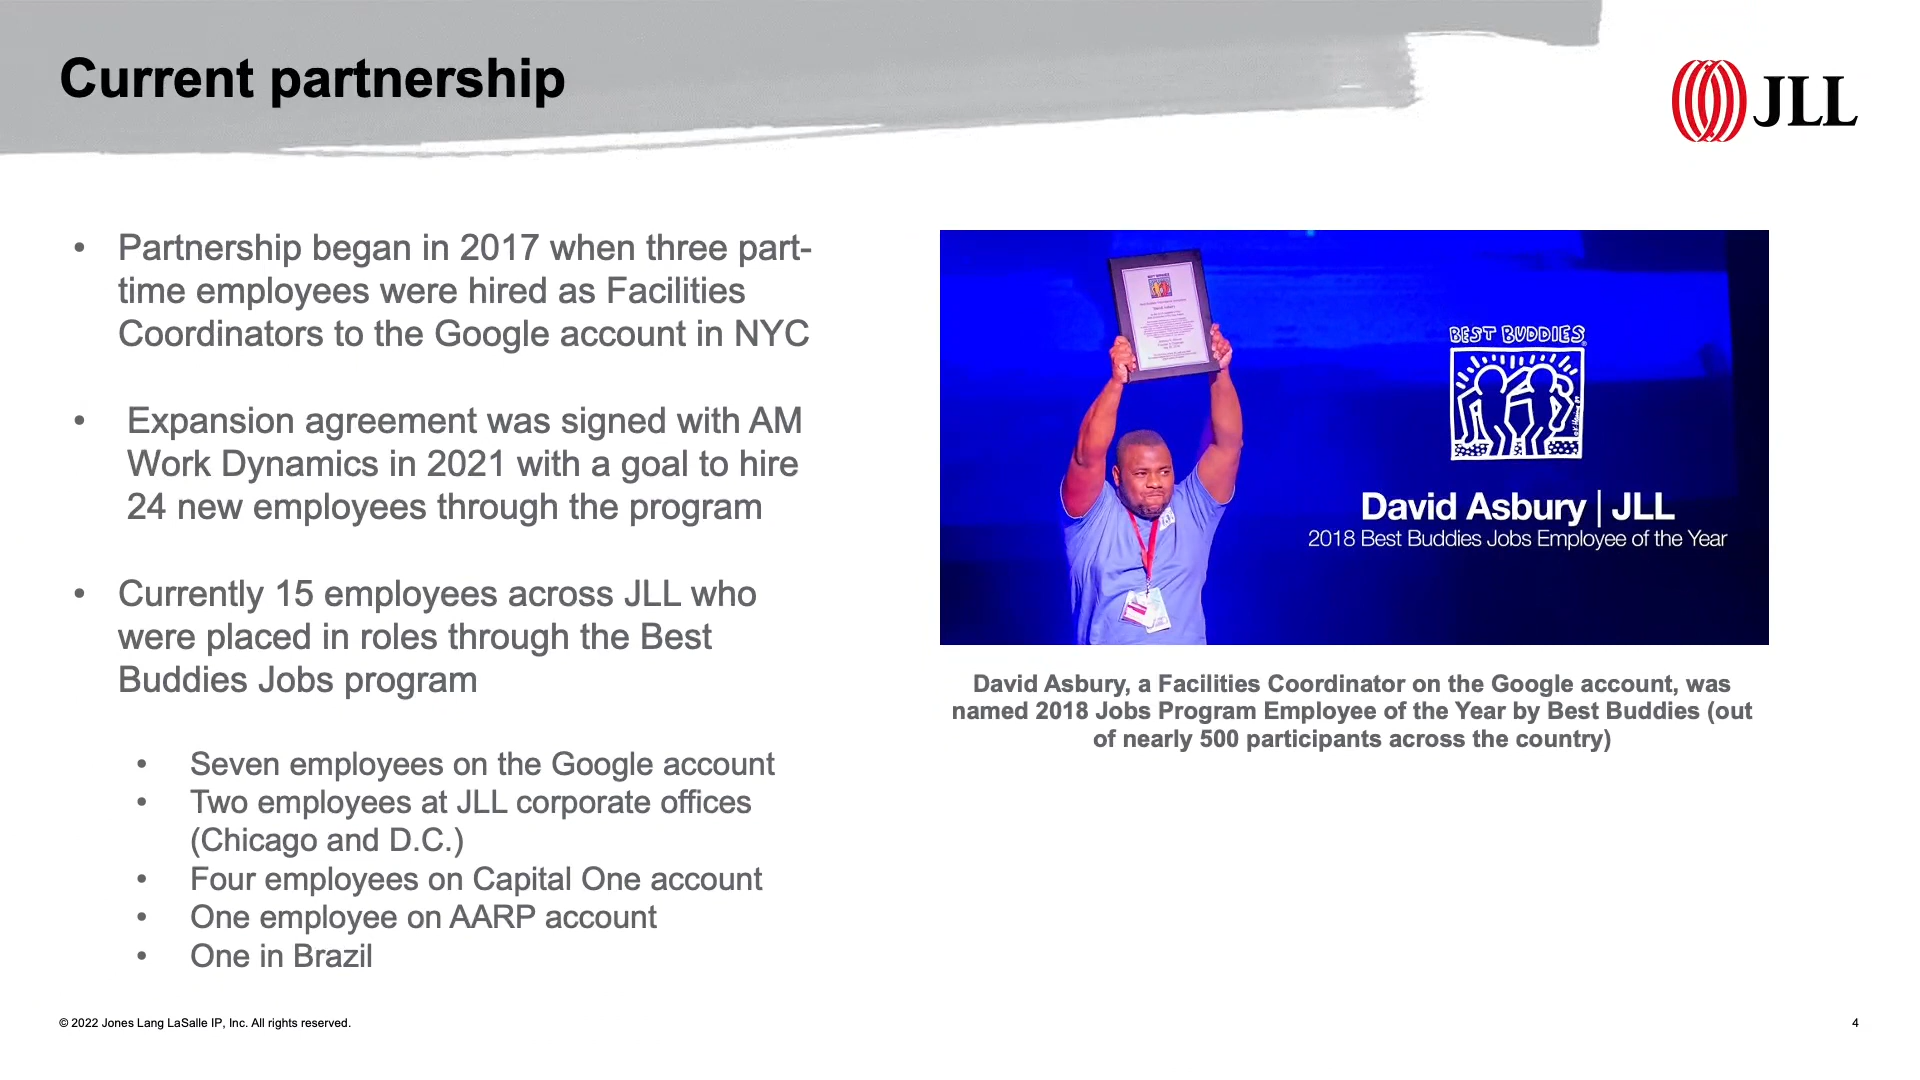 Current partnership
JLL
• Partnership began in 2017 when three part-
time employees were hired as Facilities
Coordinators to the Google account in NYC
• Expansion agreement was signed with AM
Work Dynamics in 2021 with a goal to hire
24 new employees through the program
• Currently 15 employees across JLL who
were placed in roles through the Best
Buddies Jobs program
• Seven employees on the Google account
• Two employees at JLL corporate offices
(Chicago and D.C.)
• Four employees on Capital One account
• One employee on AARP account
• One in Brazil
BEST BUDDIES
David Asbury | JLL
2018 Best Buddies Jobs Employee of the Year
David Asbury, a Facilities Coordinator on the Google account, was
named 2018 Jobs Program Employee of the Year by Best Buddies (out
of nearly 500 participants across the country)
© 2022 Jones Lang LaSalle IP, Inc. All rights reserved.
4